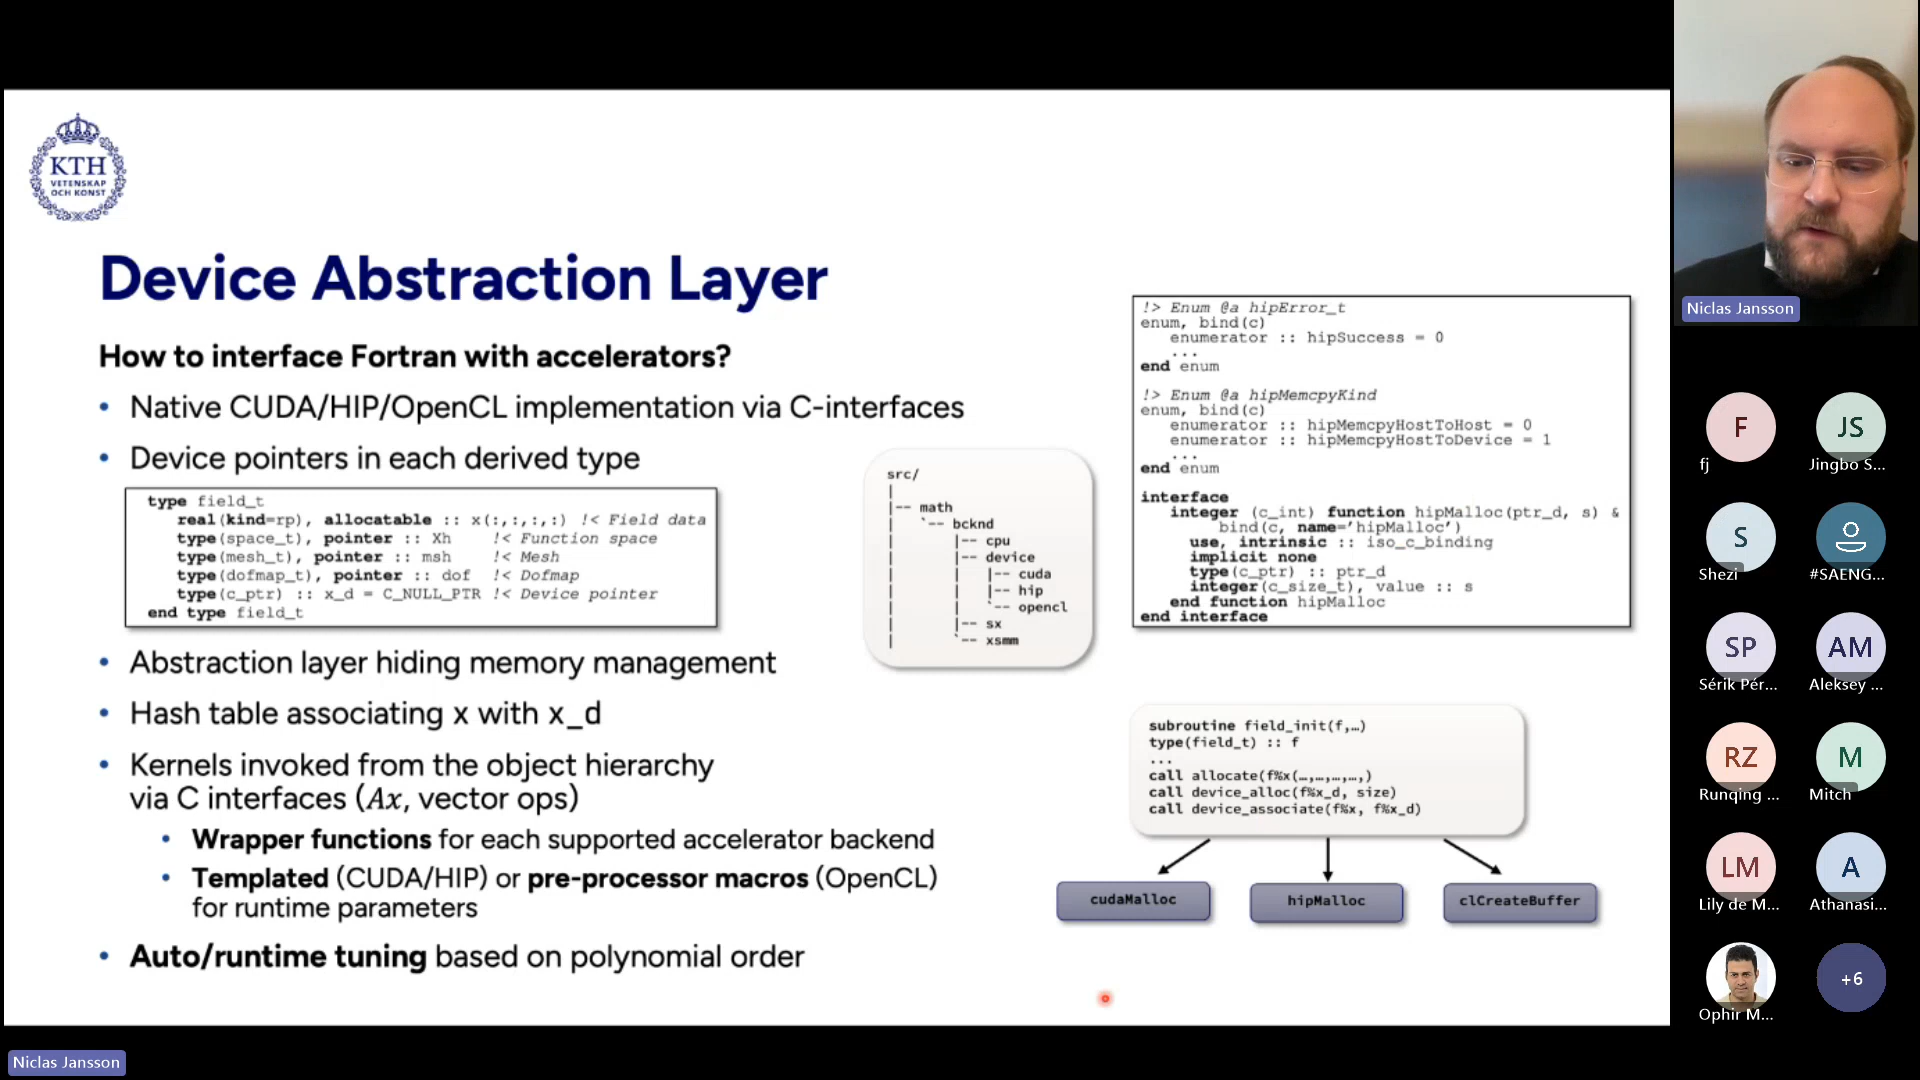 KTH
VETENSKAP
OCH KONST
Device Abstraction Layer
How to interface Fortran with accelerators?
• Native CUDA/HIP/OpenCL implementation via C-interfaces
• Device pointers in each derived type
type field_t
real(kind=rp), allocatable :: x(:,:,:,:) !< Field data
type(space_t), pointer :: Xh !< Function space
type(mesh_t), pointer :: msh !< Mesh
type(dofmap_t), pointer :: dof !< Dofmap
type(c_ptr) :: x_d = C_NULL_PTR !< Device pointer
end type field_t
• Abstraction layer hiding memory management
• Hash table associating x with x_d
• Kernels invoked from the object hierarchy
via C interfaces (Ax, vector ops)
• Wrapper functions for each supported accelerator backend
• Templated (CUDA/HIP) or pre-processor macros (OpenCL)
for runtime parameters
• Auto/runtime tuning based on polynomial order
src/
|
|-- math
| `-- bcknd
| |-- cpu
| |-- device
| | |-- cuda
| | |-- hip
| | `-- opencl
| |-- sx
| `-- xsmm
!> Enum @a hipError_t
enum, bind(c)
enumerator :: hipSuccess = 0
...
end enum
!> Enum @a hipMemcpyKind
enum, bind(c)
enumerator :: hipMemcpyHostToHost = 0
enumerator :: hipMemcpyHostToDevice = 1
...
end enum
interface
integer (c_int) function hipMalloc(ptr_d, s) &
bind(c, name='hipMalloc')
use, intrinsic :: iso_c_binding
implicit none
type(c_ptr) :: ptr_d
integer(c_size_t), value :: s
end function hipMalloc
end interface
subroutine field_init(f,…)
type(field_t) :: f
...
call allocate(f%x(…,…,…,…,)
call device_alloc(f%x_d, size)
call device_associate(f%x, f%x_d)
cudaMalloc
hipMalloc
clCreateBuffer
Niclas Jansson
F
fj
JS
Jingbo S...
S
Shezi
#SAENG...
SP
Sérik Pér...
AM
Aleksey ...
RZ
Runqing ...
M
Mitch
LM
Lily de M...
A
Athanasi...
Ophir M...
+6
Niclas Jansson